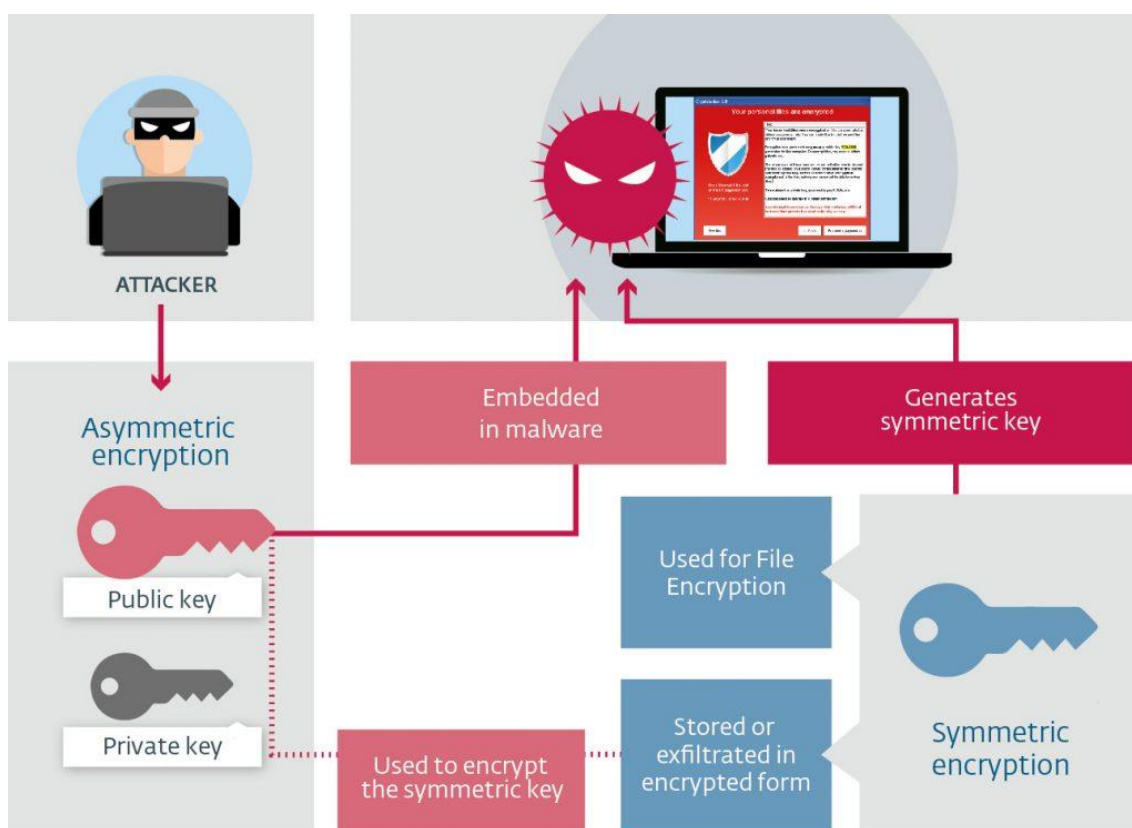 Your personal files are encrypted
ATTACKER
Embedded
in malware
Generates
symmetric key
Asymmetric
encryption
Public key
Private key
Used for File
Encryption
Stored or
exfiltrated in
encrypted form
Used to encrypt
the symmetric key
Symmetric
encryption